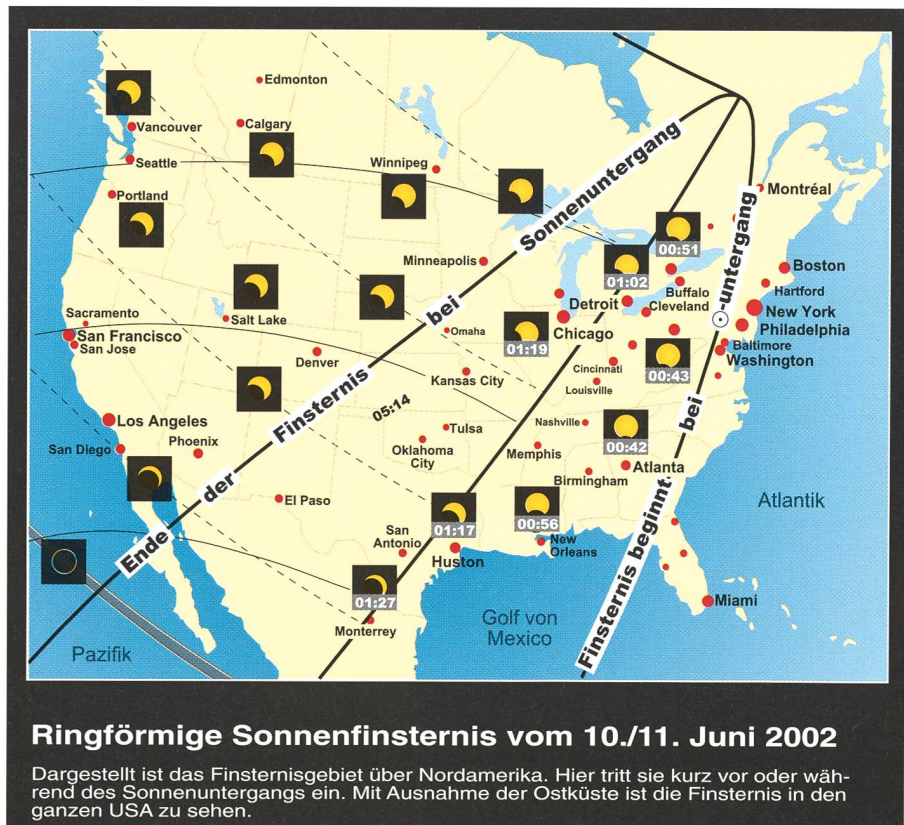 Edmonton
Vancouver
Calgary
Seattle
Winnipeg
Portland
Montréal
Minneapolis
Boston
Buffalo
Hartford
Detroit
Cleveland
New York
Sacramento
Salt Lake
Omaha
Chicago
Philadelphia
San Francisco
Baltimore
San Jose
Denver
Washington
Kansas City
Cincinnati
Louisville
Los Angeles
Phoenix
Tulsa
Nashville
San Diego
Oklahoma
City
Memphis
Atlanta
Birmingham
El Paso
Atlantik
San
Antonio
New
Orleans
Huston
Miami
Monterrey
Golf von
Mexico
Pazifik
00:51
01:02
01:19
00:43
00:42
01:17
00:56
01:27
05:14
Ende der Finsternis bei Sonnenuntergang
Finsternis beginnt bei ☉-untergang
Ringförmige Sonnenfinsternis vom 10./11. Juni 2002
Dargestellt ist das Finsternisgebiet über Nordamerika. Hier tritt sie kurz vor oder wäh-
rend des Sonnenuntergangs ein. Mit Ausnahme der Ostküste ist die Finsternis in den
ganzen USA zu sehen.